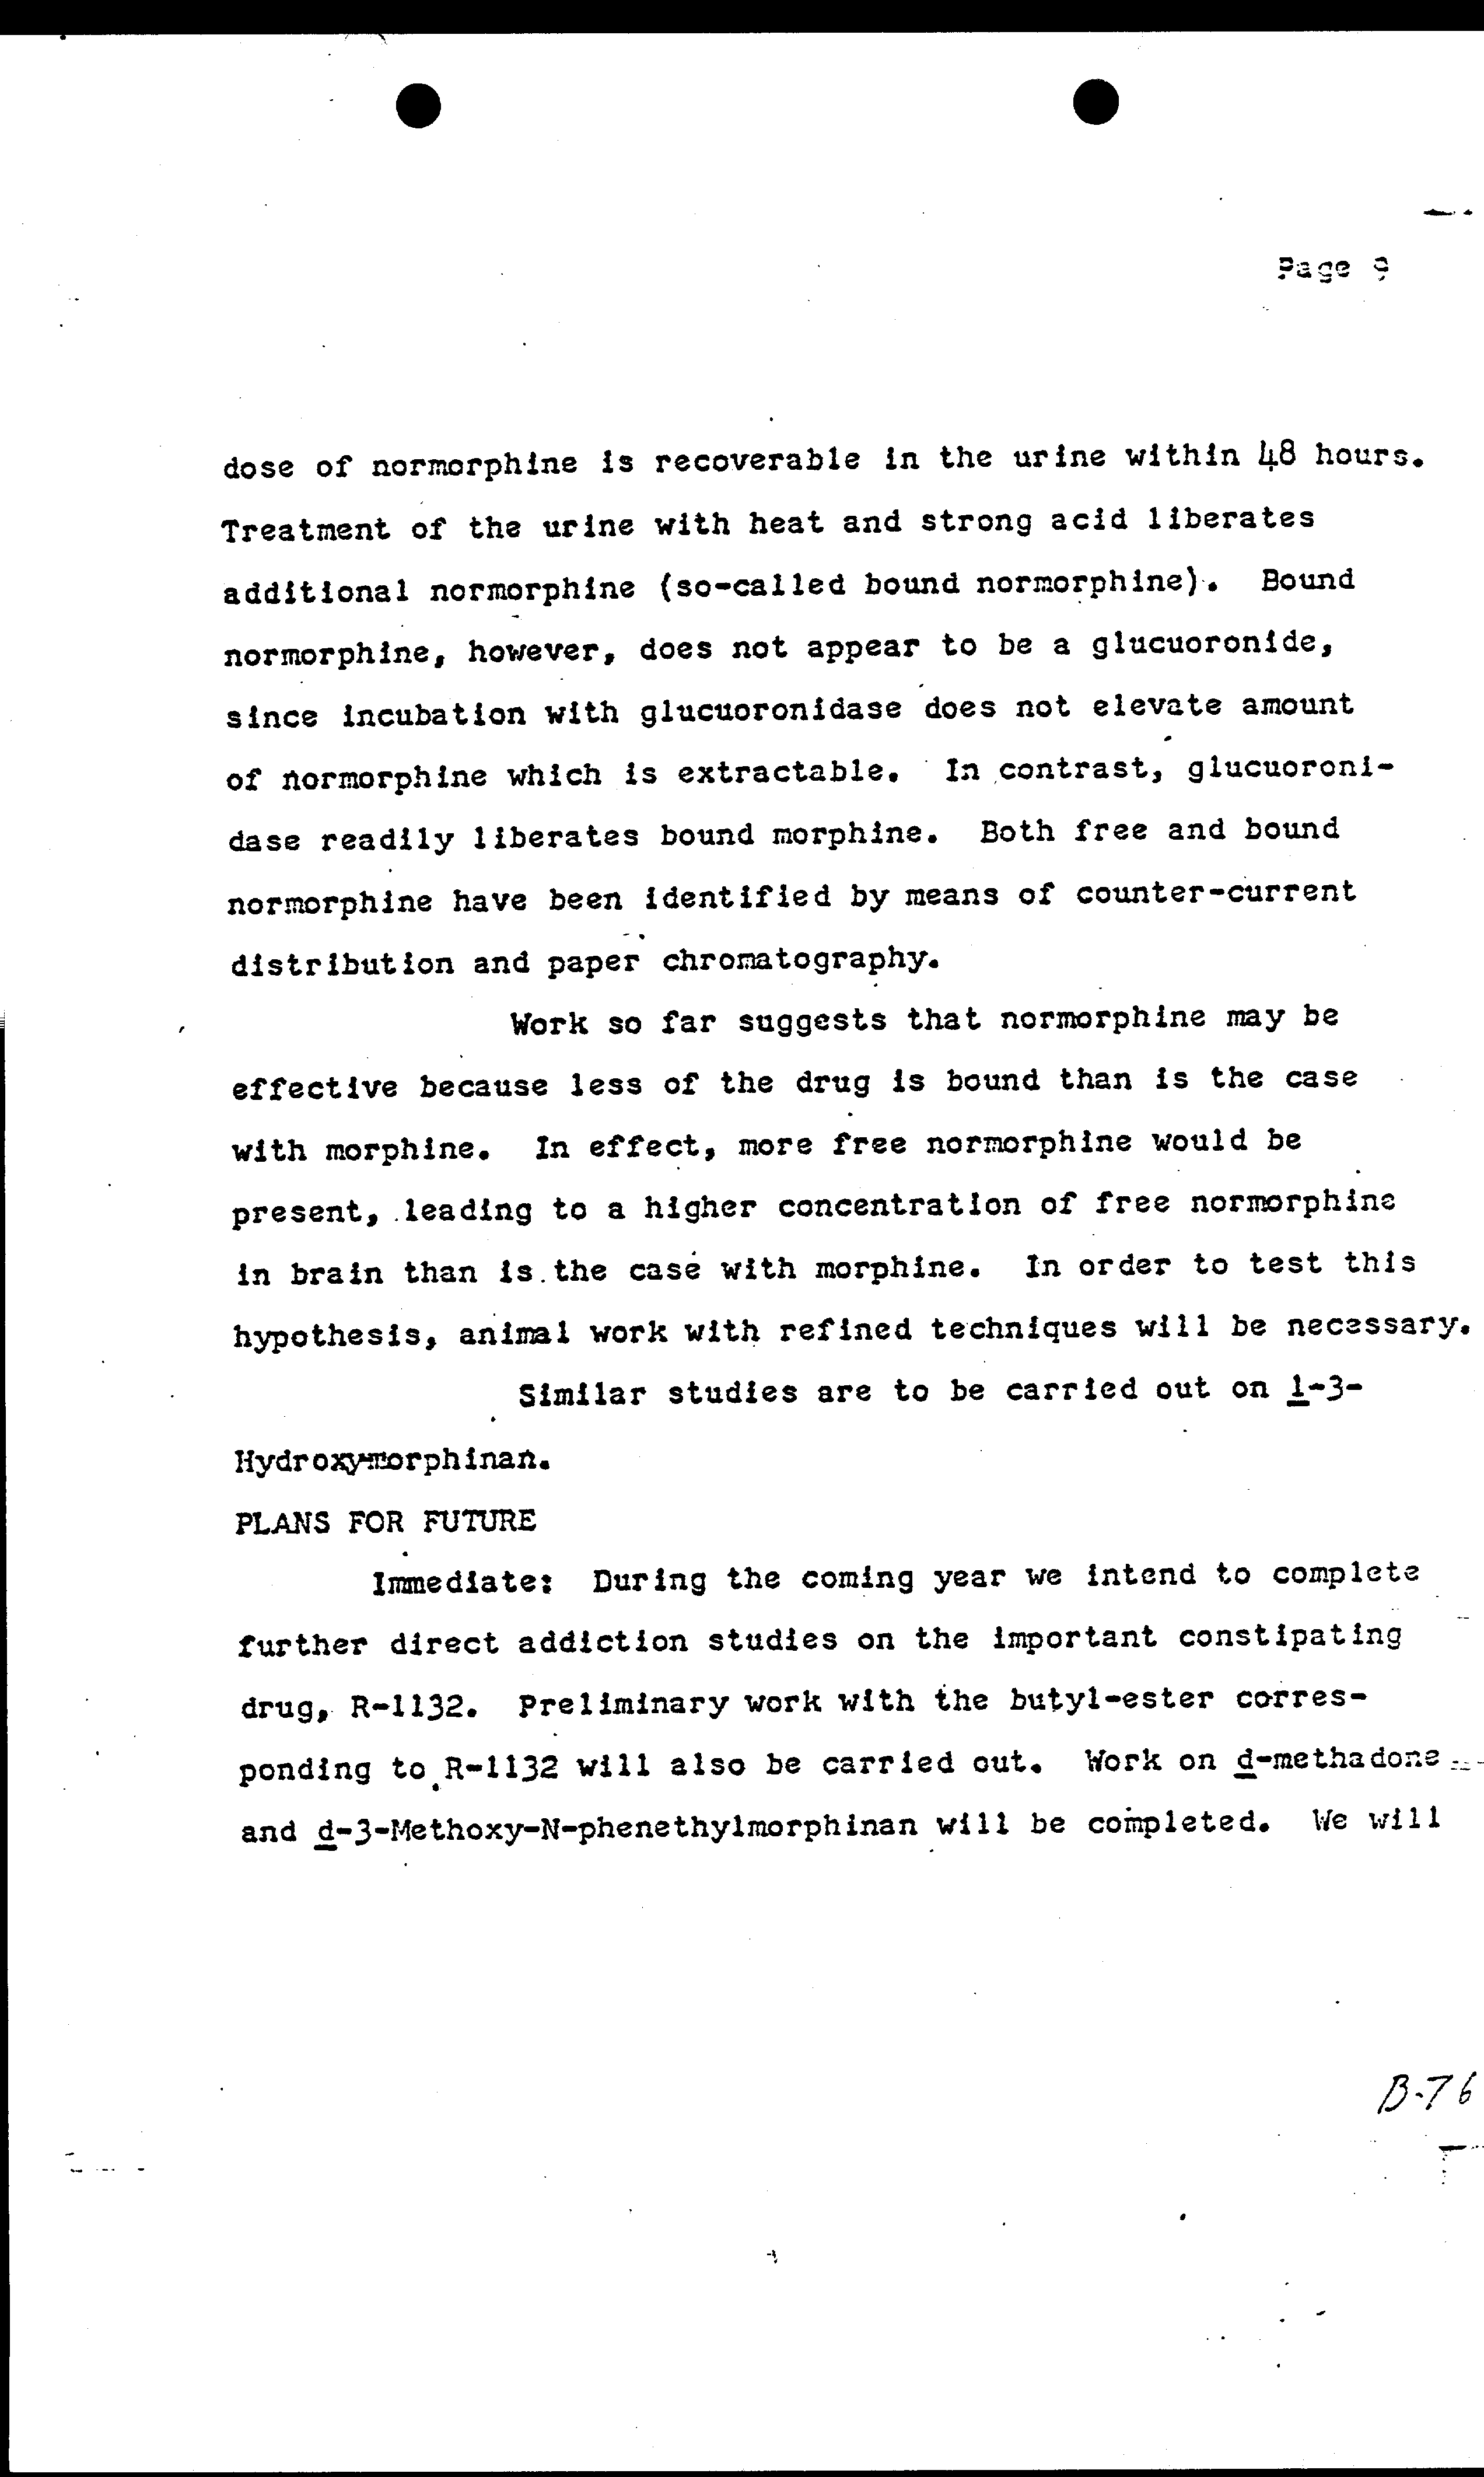 Page 9
dose of normorphine is recoverable in the urine within 48 hours.
Treatment of the urine with heat and strong acid liberates
additional normorphine (so-called bound normorphine). Bound
normorphine, however, does not appear to be a glucuoronide,
since incubation with glucuoronidase does not elevate amount
of normorphine which is extractable. In contrast, glucuoroni-
dase readily liberates bound morphine. Both free and bound
normorphine have been identified by means of counter-current
distribution and paper chromatography.
Work so far suggests that normorphine may be
effective because less of the drug is bound than is the case
with morphine. In effect, more free normorphine would be
present, leading to a higher concentration of free normorphine
in brain than is the case with morphine. In order to test this
hypothesis, animal work with refined techniques will be necessary.
Similar studies are to be carried out on l-3-
Hydroxymorphinan.
PLANS FOR FUTURE
Immediate: During the coming year we intend to complete
further direct addiction studies on the important constipating
drug, R-1132. Preliminary work with the butyl-ester corres-
ponding to R-1132 will also be carried out. Work on d-methadone
and d-3-Methoxy-N-phenethylmorphinan will be completed. We will
B-76